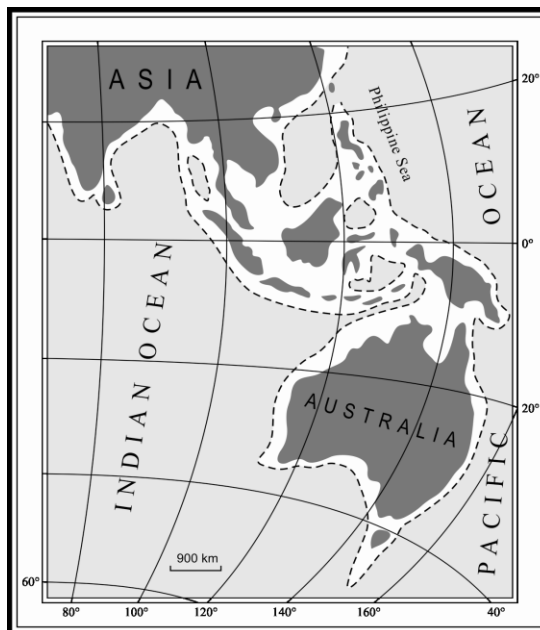 ASIA
20°
Philippine Sea
PACIFIC OCEAN
0°
INDIAN OCEAN
AUSTRALIA
20°
900 km
60°
80°
100°
120°
140°
160°
40°